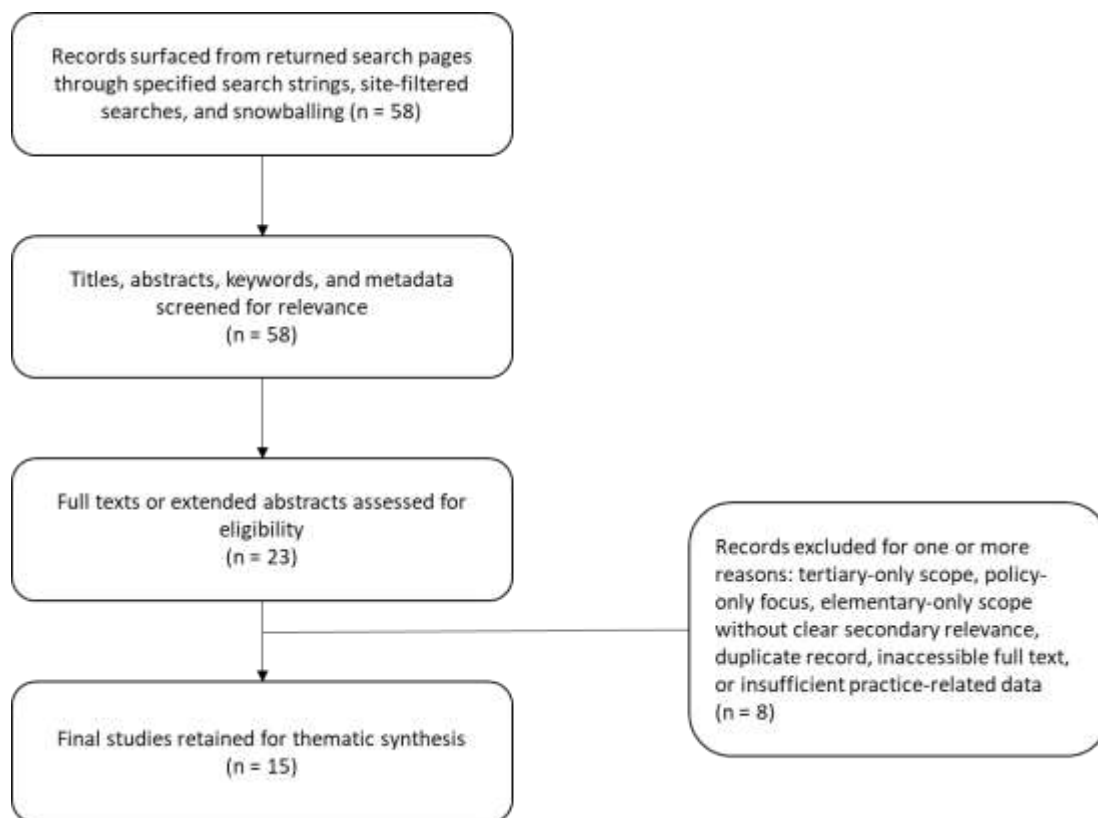 Records surfaced from returned search pages
through specified search strings, site-filtered
searches, and snowballing (n = 58)
Titles, abstracts, keywords, and metadata
screened for relevance
(n = 58)
Full texts or extended abstracts assessed for
eligibility
(n = 23)
Records excluded for one or more
reasons: tertiary-only scope, policy-
only focus, elementary-only scope
without clear secondary relevance,
duplicate record, inaccessible full text,
or insufficient practice-related data
(n = 8)
Final studies retained for thematic synthesis
(n = 15)